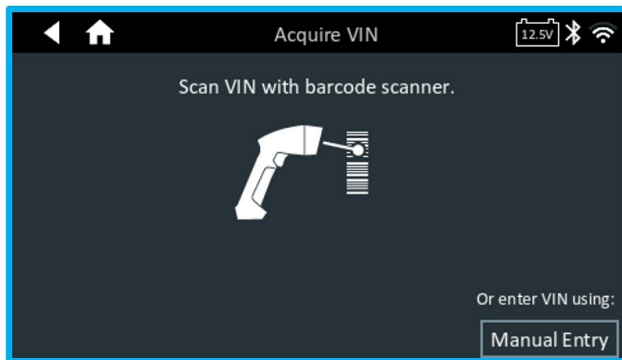 Acquire VIN
12.5V
Scan VIN with barcode scanner.
Or enter VIN using:
Manual Entry